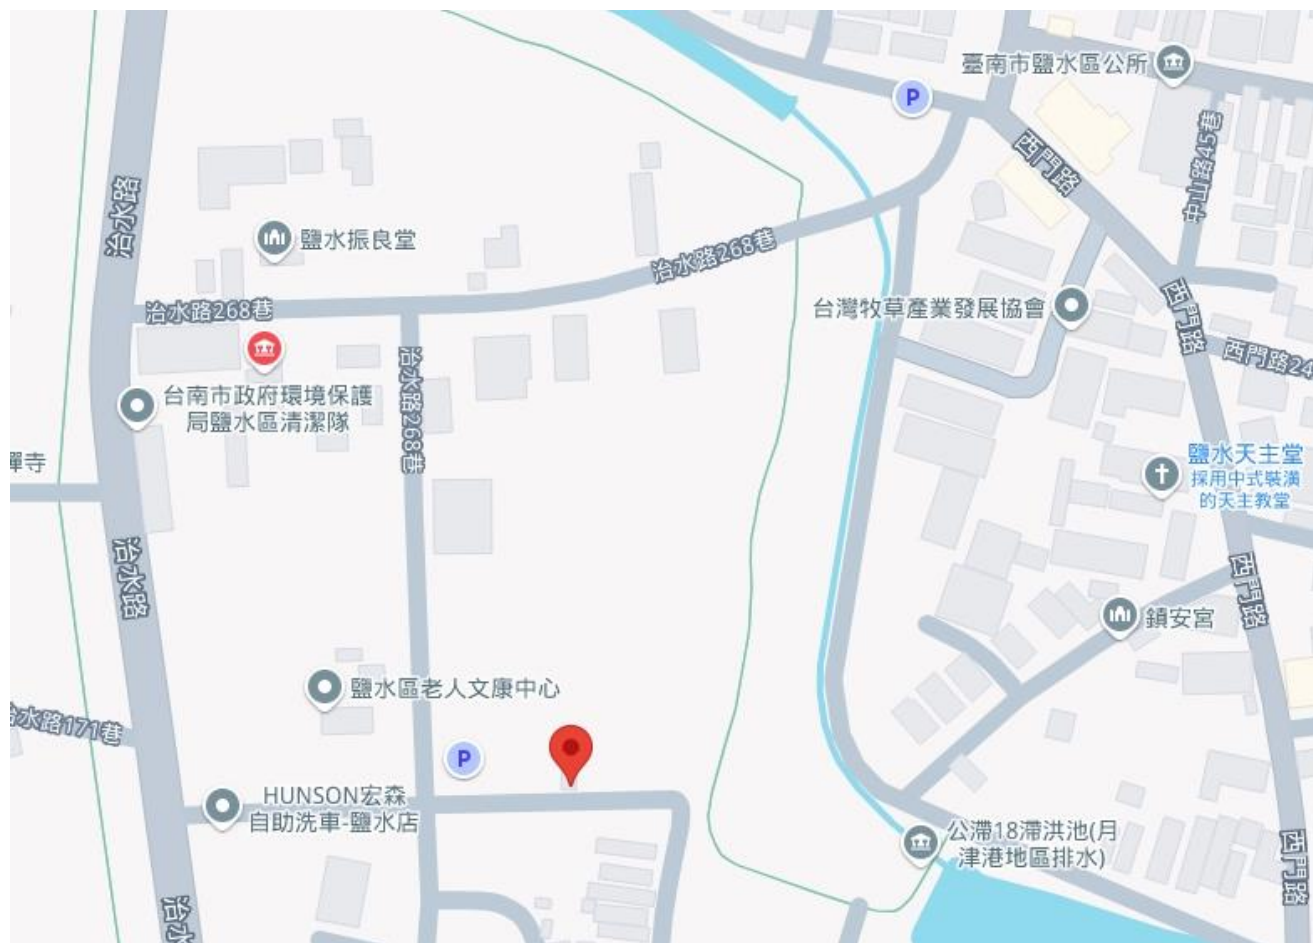 臺南市鹽水區公所
P
西門路
中山路45巷
治水路
鹽水振良堂
治水路268巷
治水路268巷
台灣牧草產業發展協會
西門路
西門路24
台南市政府環境保護
局鹽水區清潔隊
治水路268巷
禪寺
鹽水天主堂
採用中式裝潢
的天主教堂
治水路
西門路
鎮安宮
鹽水區老人文康中心
治水路171巷
P
HUNSON宏森
自助洗車-鹽水店
公滯18滯洪池(月
津港地區排水)
西門路
治水